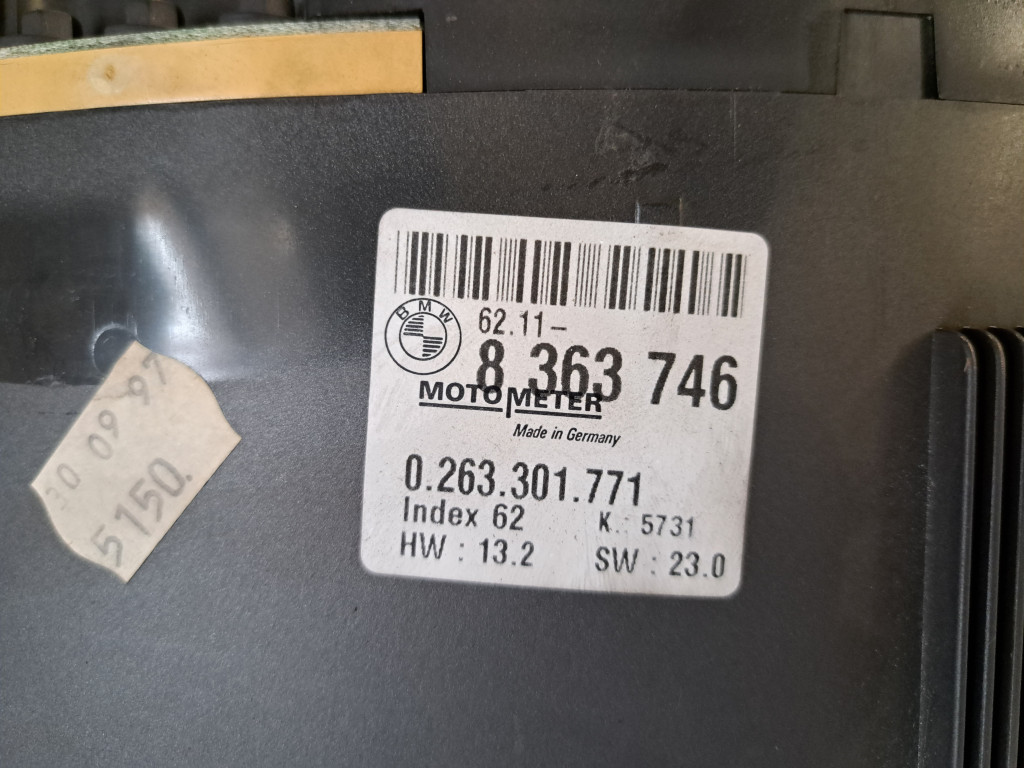 BMW
62.11-
8 363 746
MOTOMETER
Made in Germany
0.263.301.771
Index 62 K.: 5731
HW : 13.2 SW : 23.0
30 09 97
5150.